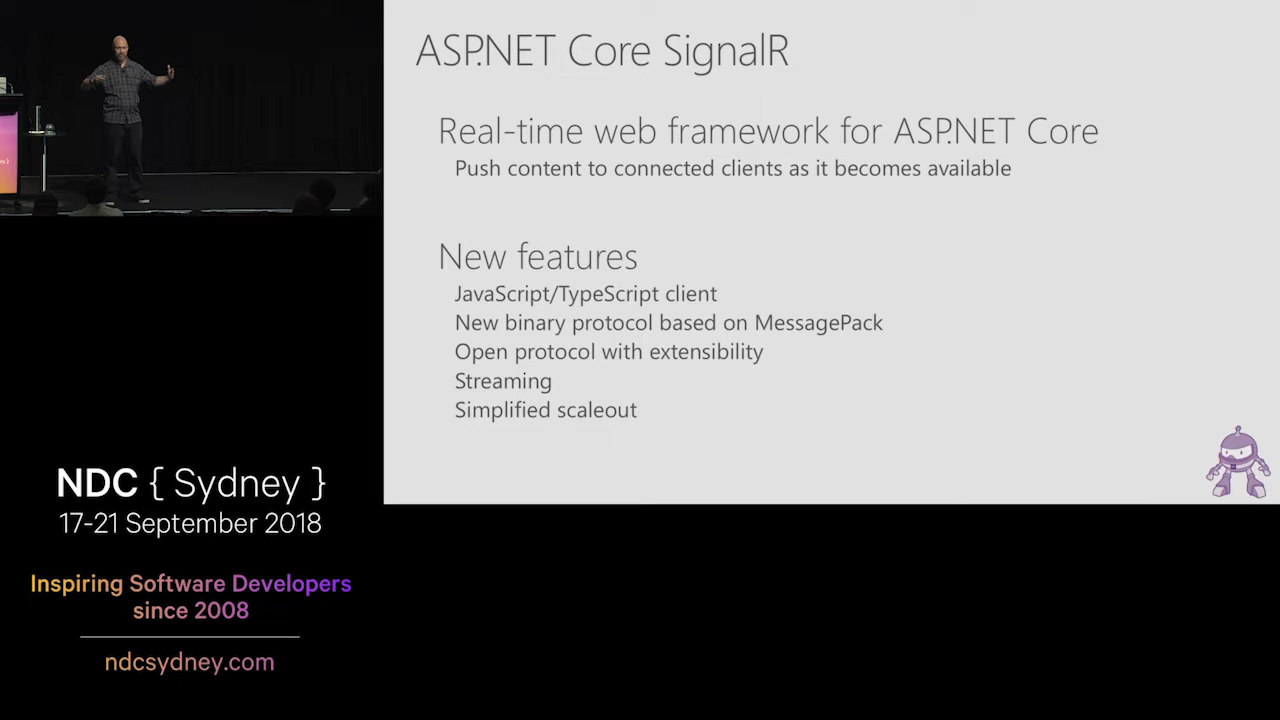 ASP.NET Core SignalR
Real-time web framework for ASP.NET Core
Push content to connected clients as it becomes available
New features
JavaScript/TypeScript client
New binary protocol based on MessagePack
Open protocol with extensibility
Streaming
Simplified scaleout
NDC { Sydney }
17-21 September 2018
Inspiring Software Developers
since 2008
ndcsydney.com